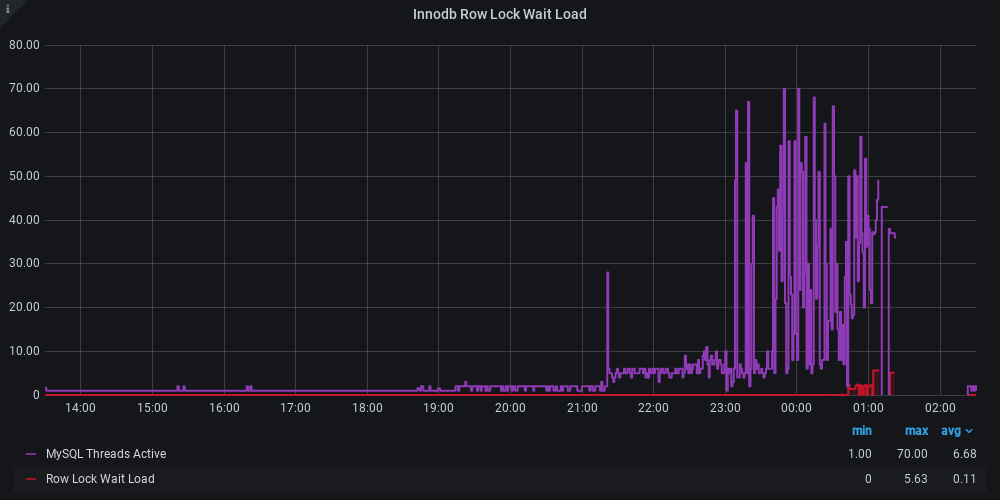 i
Innodb Row Lock Wait Load
80.00
70.00
60.00
50.00
40.00
30.00
20.00
10.00
0
14:00 15:00 16:00 17:00 18:00 19:00 20:00 21:00 22:00 23:00 00:00 01:00 02:00
min max avg
MySQL Threads Active 1.00 70.00 6.68
Row Lock Wait Load 0 5.63 0.11